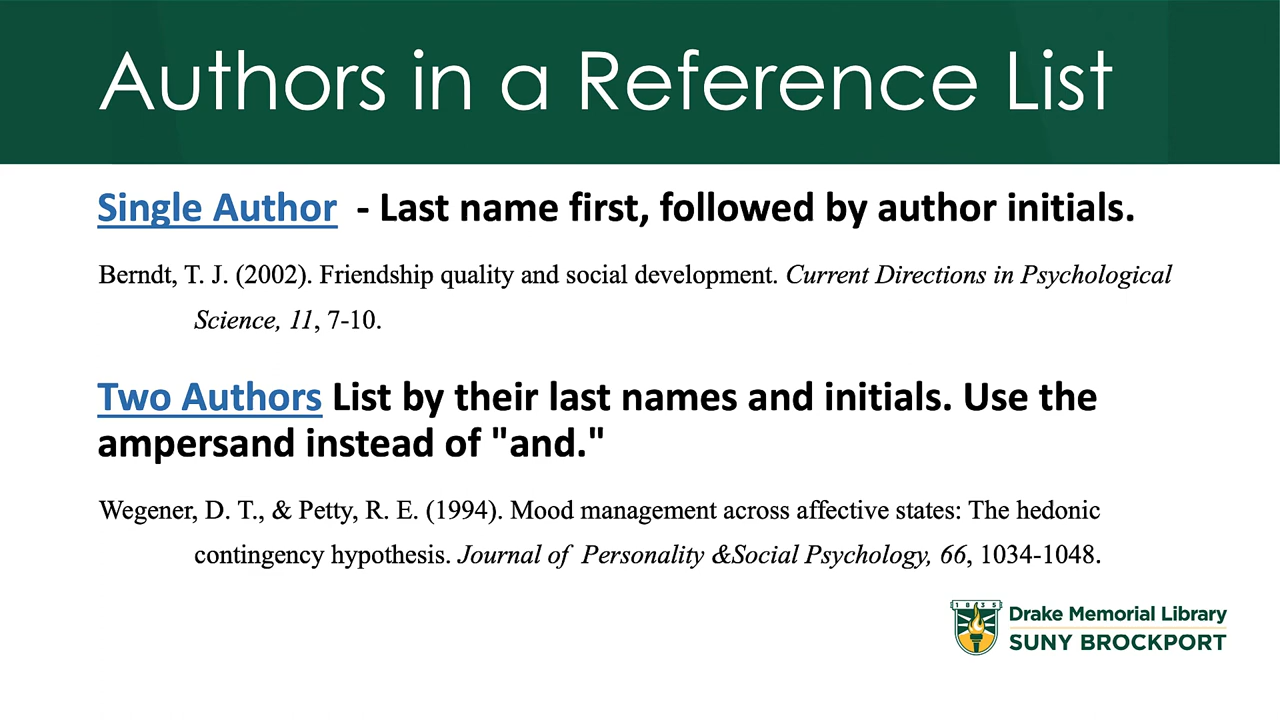 Authors in a Reference List
Single Author - Last name first, followed by author initials.
Berndt, T. J. (2002). Friendship quality and social development. Current Directions in Psychological
Science, 11, 7-10.
Two Authors List by their last names and initials. Use the
ampersand instead of "and."
Wegener, D. T., & Petty, R. E. (1994). Mood management across affective states: The hedonic
contingency hypothesis. Journal of Personality &Social Psychology, 66, 1034-1048.
1835
Drake Memorial Library
SUNY BROCKPORT